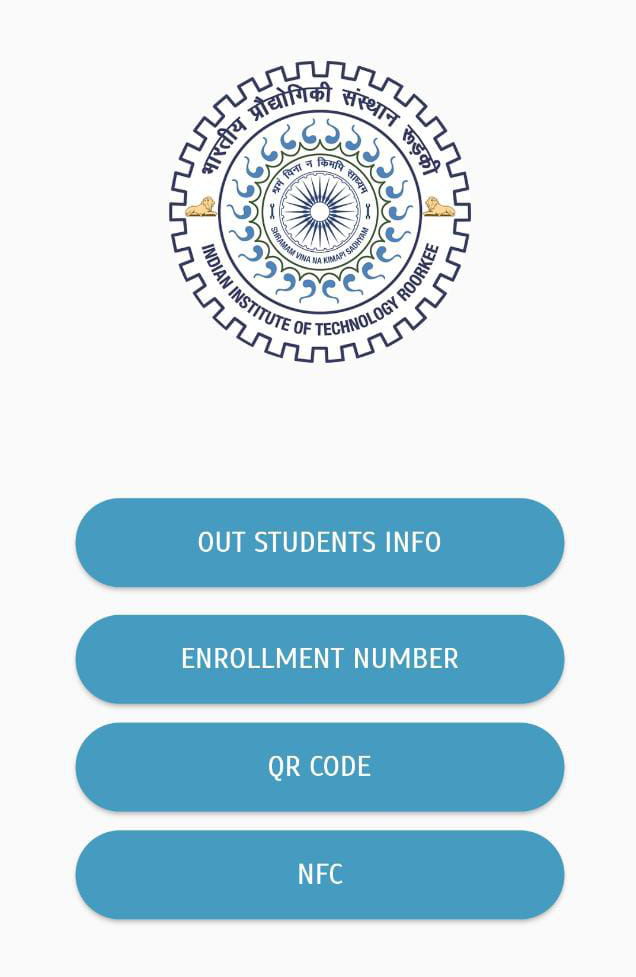 भारतीय प्रौद्योगिकी संस्थान रूड़की
श्रमं विना न किमपि साध्यम्
SHRAMAM VINA NA KIMAPI SADHYAM
INDIAN INSTITUTE OF TECHNOLOGY ROORKEE
OUT STUDENTS INFO
ENROLLMENT NUMBER
QR CODE
NFC